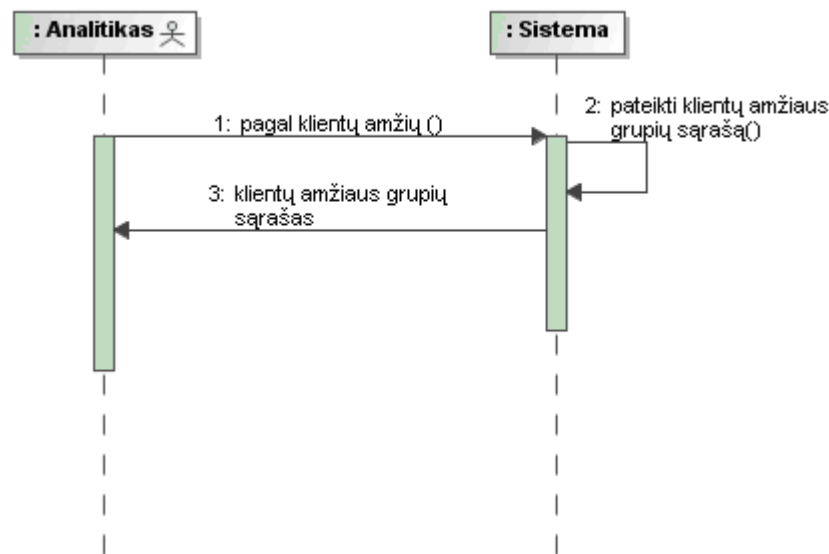 : Analitikas
: Sistema
1: pagal klientų amžių ()
2: pateikti klientų amžiaus
grupių sąrašą()
3: klientų amžiaus grupių
sąrašas